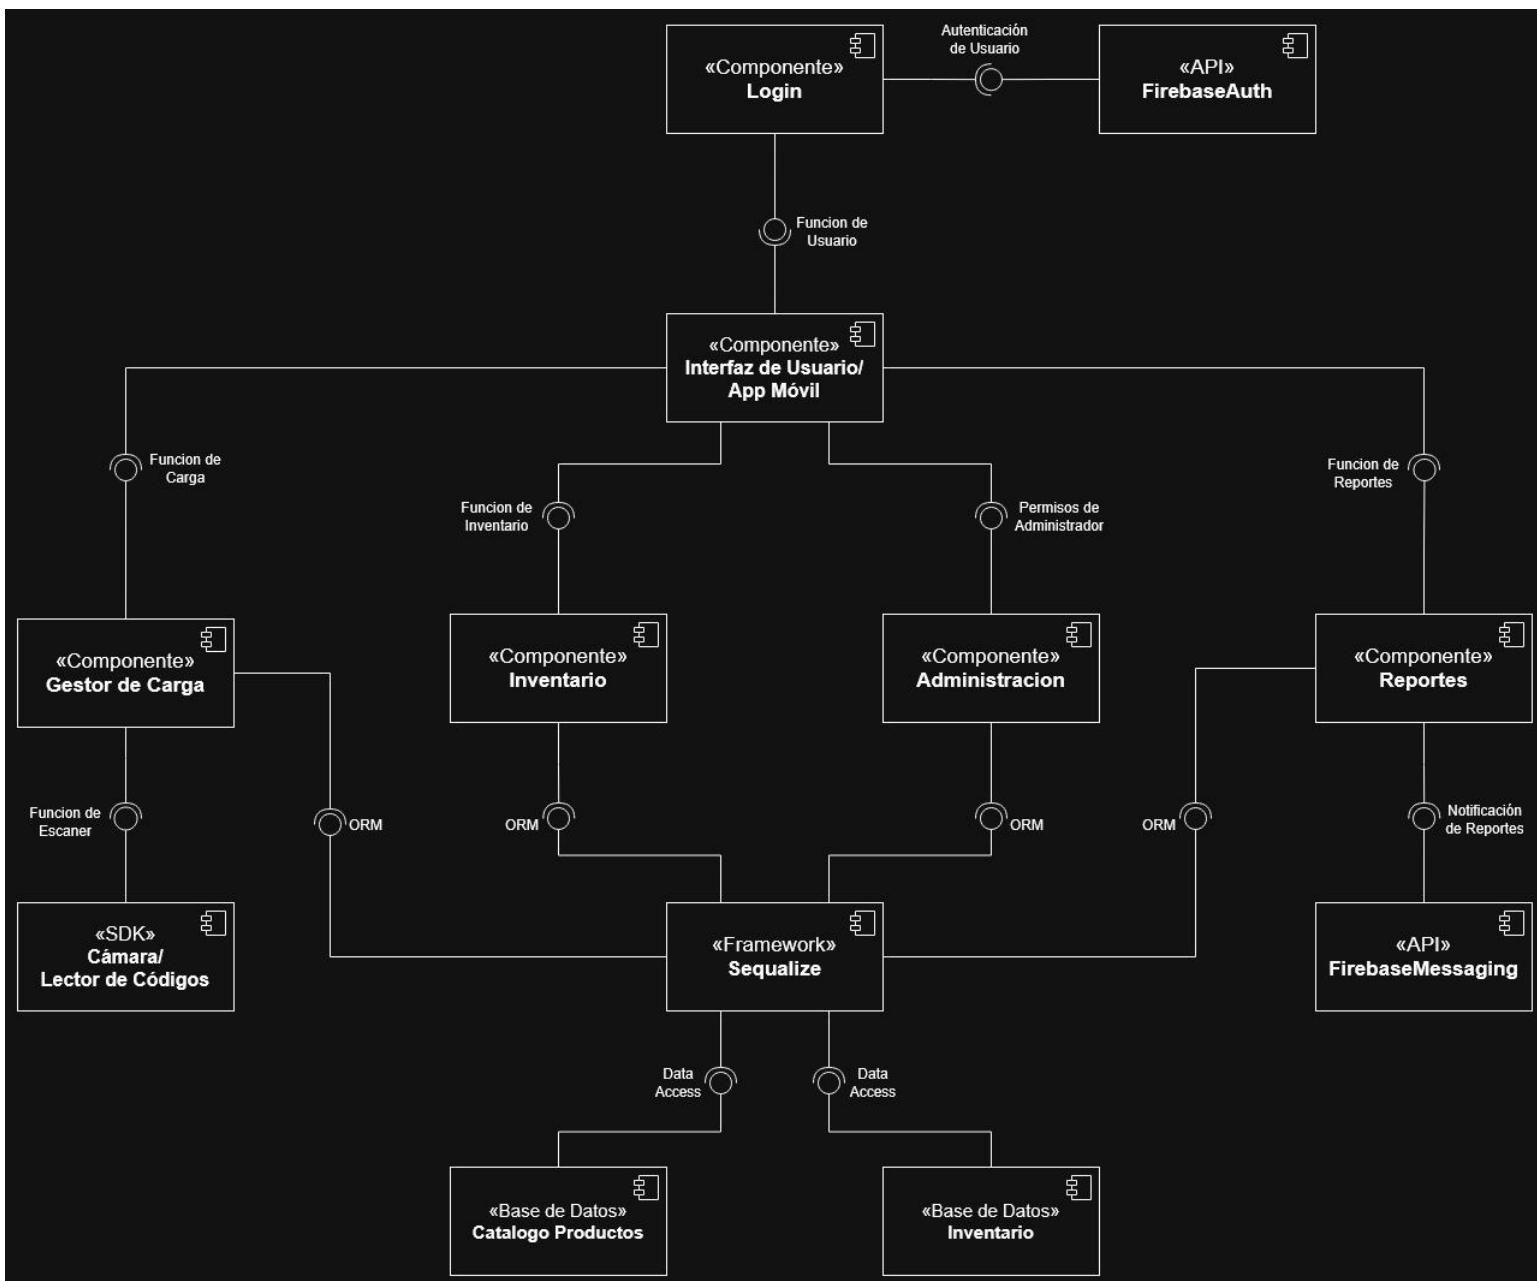 Autenticación
de Usuario
«Componente»
Login
«API»
FirebaseAuth
Funcion de
Usuario
«Componente»
Interfaz de Usuario/
App Móvil
Funcion de
Carga
Funcion de
Inventario
Permisos de
Administrador
Funcion de
Reportes
«Componente»
Gestor de Carga
«Componente»
Inventario
«Componente»
Administracion
«Componente»
Reportes
Funcion de
Escaner
ORM
ORM
ORM
ORM
Notificación
de Reportes
«SDK»
Cámara/
Lector de Códigos
«Framework»
Sequalize
«API»
FirebaseMessaging
Data
Access
Data
Access
«Base de Datos»
Catalogo Productos
«Base de Datos»
Inventario